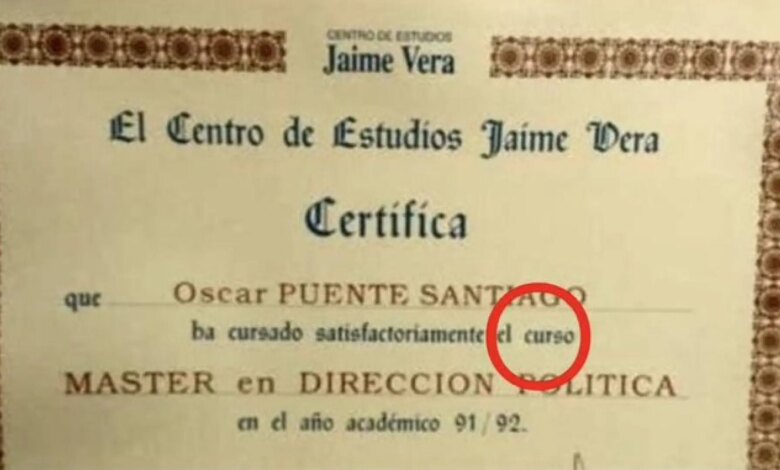 CENTRO DE ESTUDIOS
Jaime Vera
El Centro de Estudios Jaime Vera
Certifica
que Oscar PUENTE SANTIAGO
ha cursado satisfactoriamente el curso
MASTER en DIRECCION POLITICA
en el año académico 91/92.